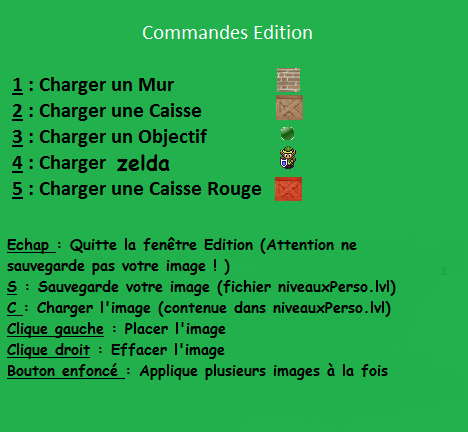 Commandes Edition
1 : Charger un Mur
2 : Charger une Caisse
3 : Charger un Objectif
4 : Charger zelda
5 : Charger une Caisse Rouge
Echap : Quitte la fenêtre Edition (Attention ne
sauvegarde pas votre image ! )
S : Sauvegarde votre image (fichier niveauxPerso.lvl)
C : Charger l'image (contenue dans niveauxPerso.lvl)
Clique gauche : Placer l'image
Clique droit : Effacer l'image
Bouton enfoncé : Applique plusieurs images à la fois